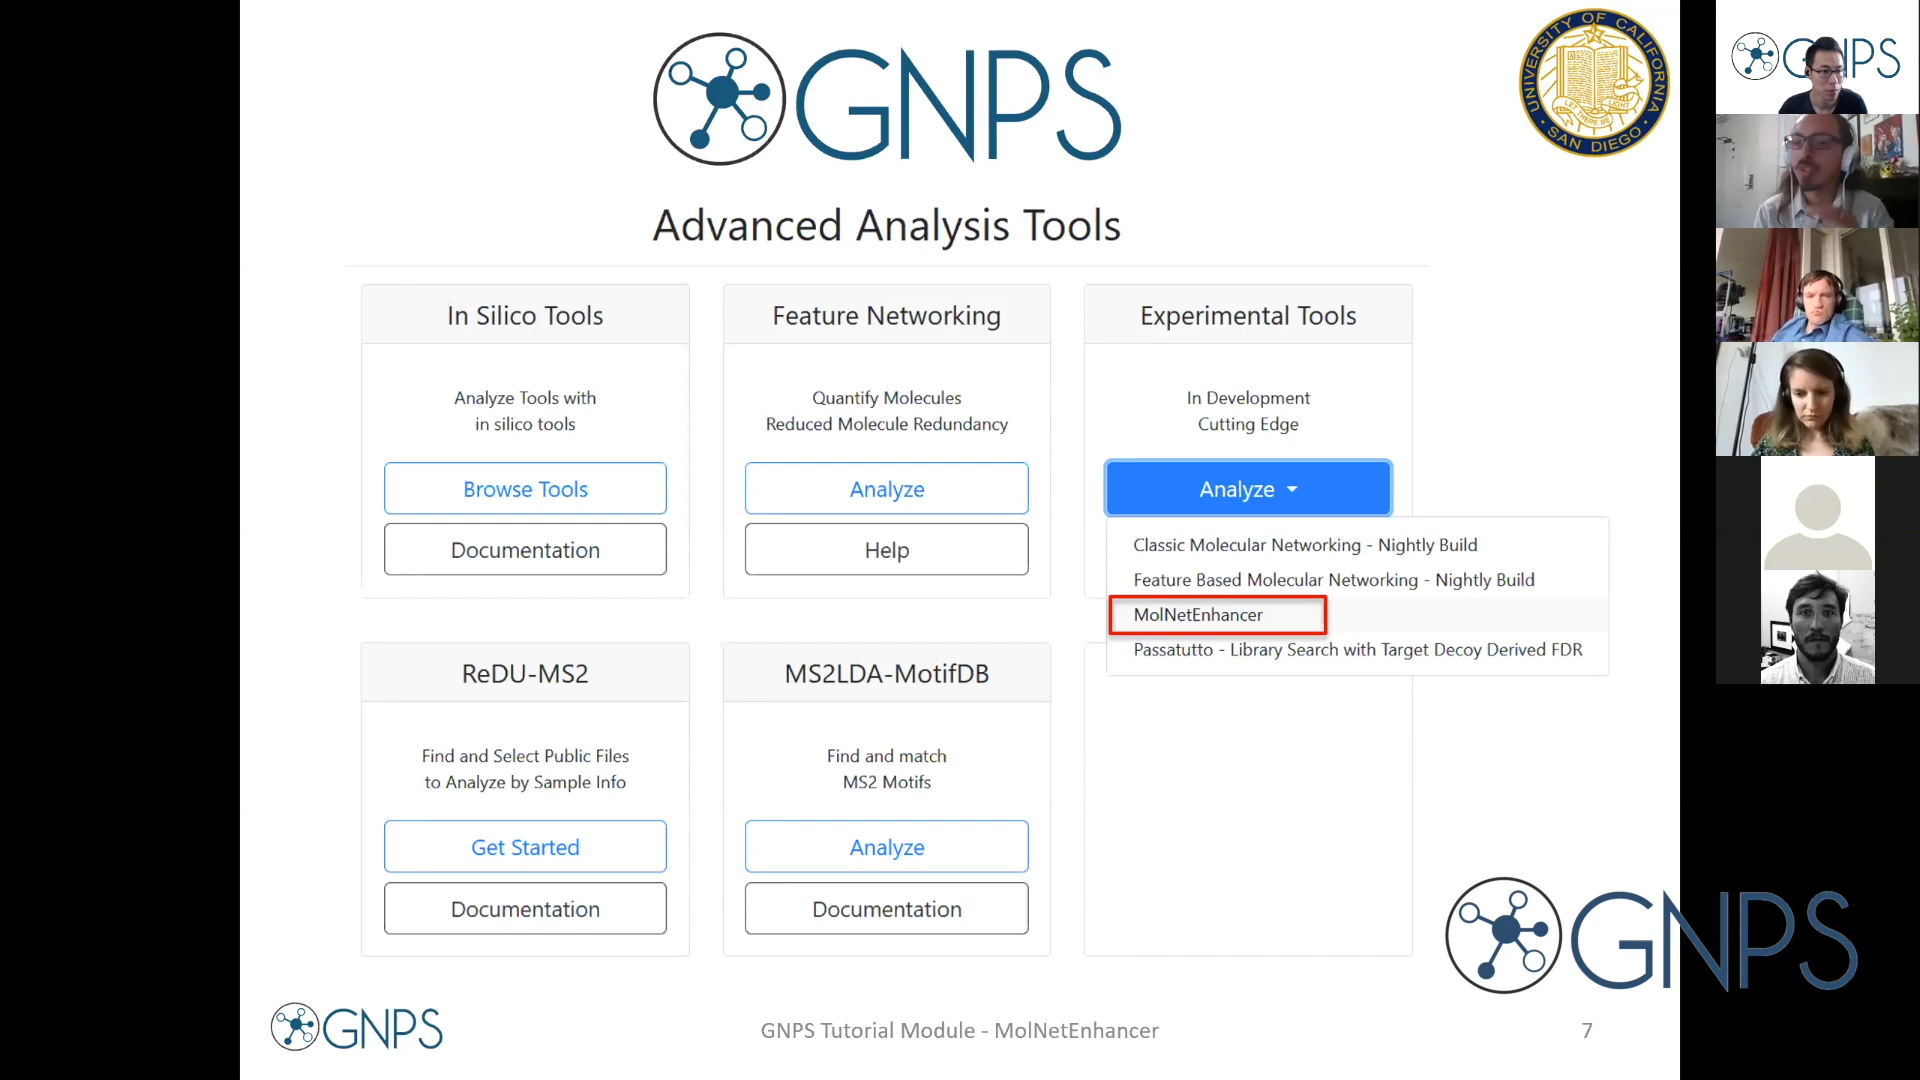 GNPS
UNIVERSITY OF CALIFORNIA
SAN DIEGO
LET THERE BE LIGHT
Advanced Analysis Tools
In Silico Tools
Analyze Tools with
in silico tools
Browse Tools
Documentation
Feature Networking
Quantify Molecules
Reduced Molecule Redundancy
Analyze
Help
Experimental Tools
In Development
Cutting Edge
Analyze
Classic Molecular Networking - Nightly Build
Feature Based Molecular Networking - Nightly Build
MolNetEnhancer
Passatutto - Library Search with Target Decoy Derived FDR
ReDU-MS2
Find and Select Public Files
to Analyze by Sample Info
Get Started
Documentation
MS2LDA-MotifDB
Find and match
MS2 Motifs
Analyze
Documentation
GNPS
GNPS
GNPS Tutorial Module - MolNetEnhancer
7
GNPS